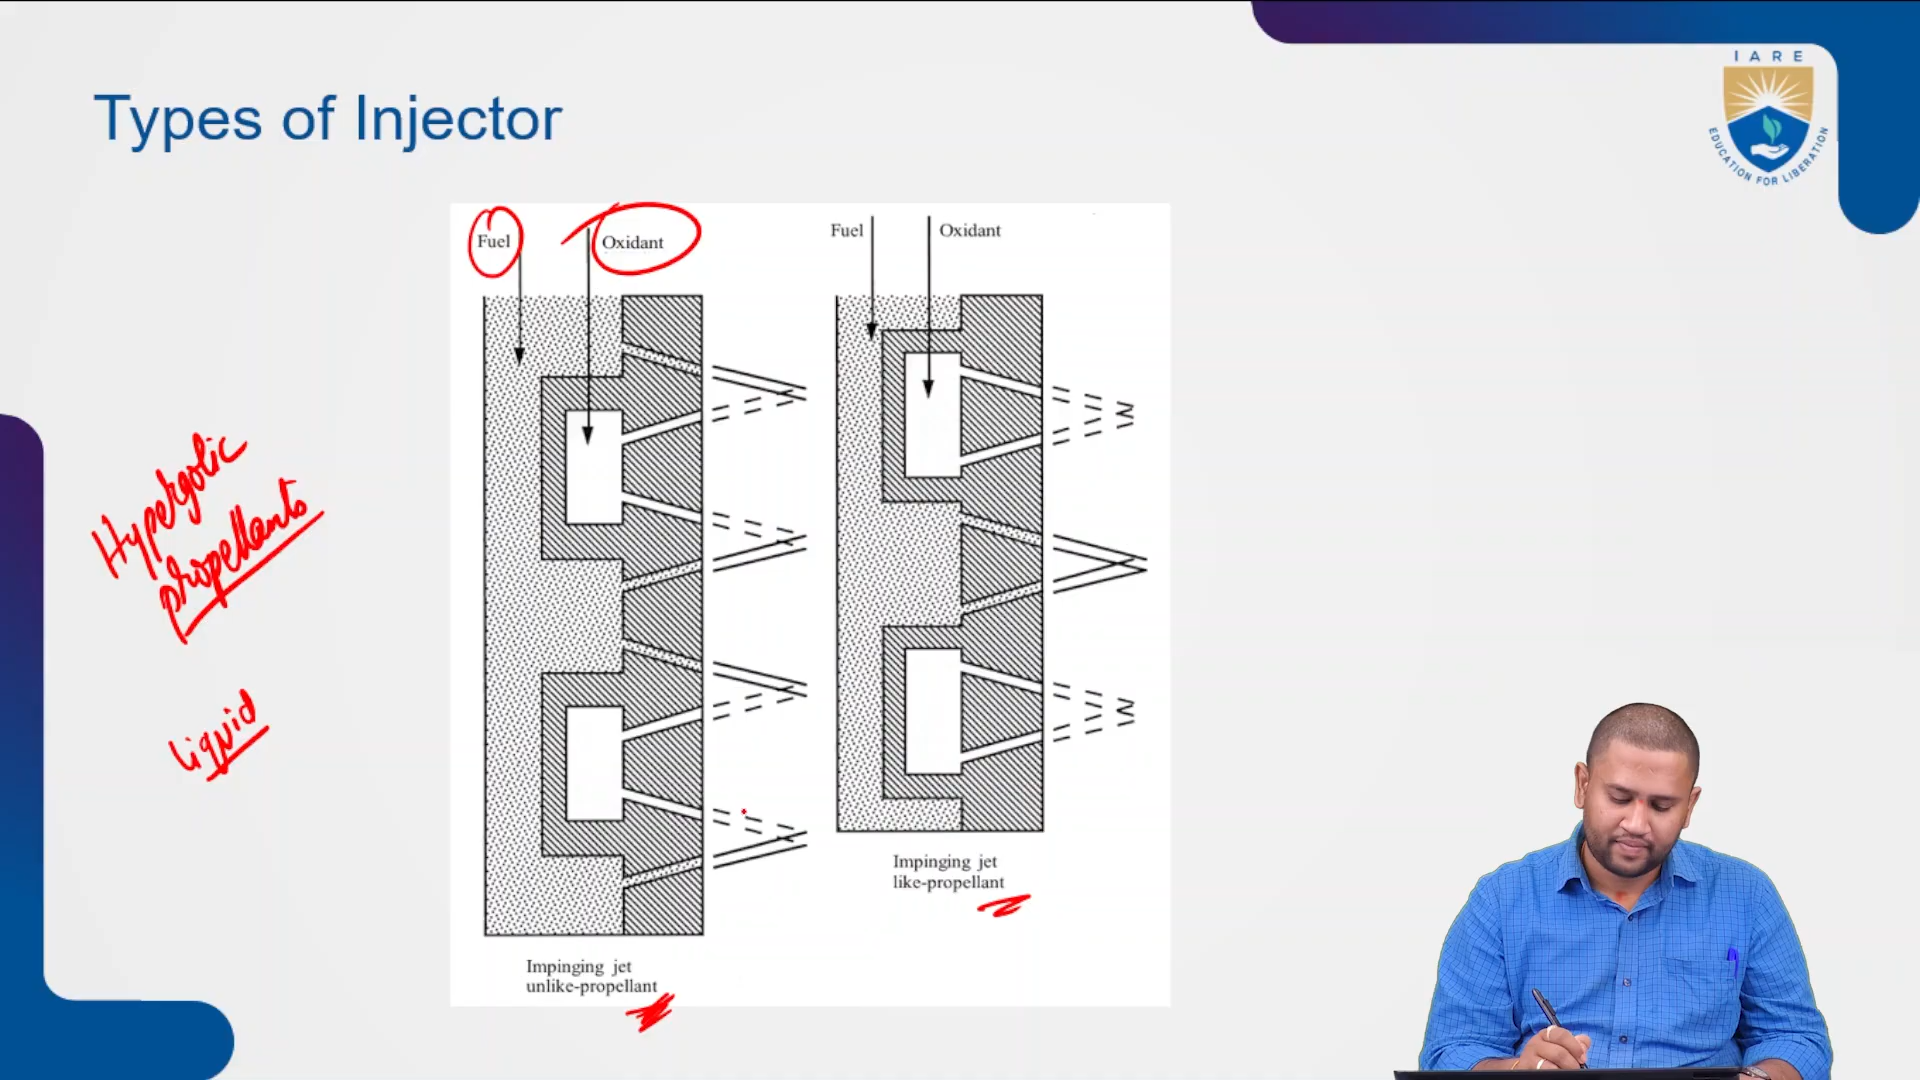 IARE
EDUCATION FOR LIBERATION
Types of Injector
Fuel
Oxidant
Fuel
Oxidant
Hypergolic
propellants
Liquid
Impinging jet
like-propellant
Impinging jet
unlike-propellant